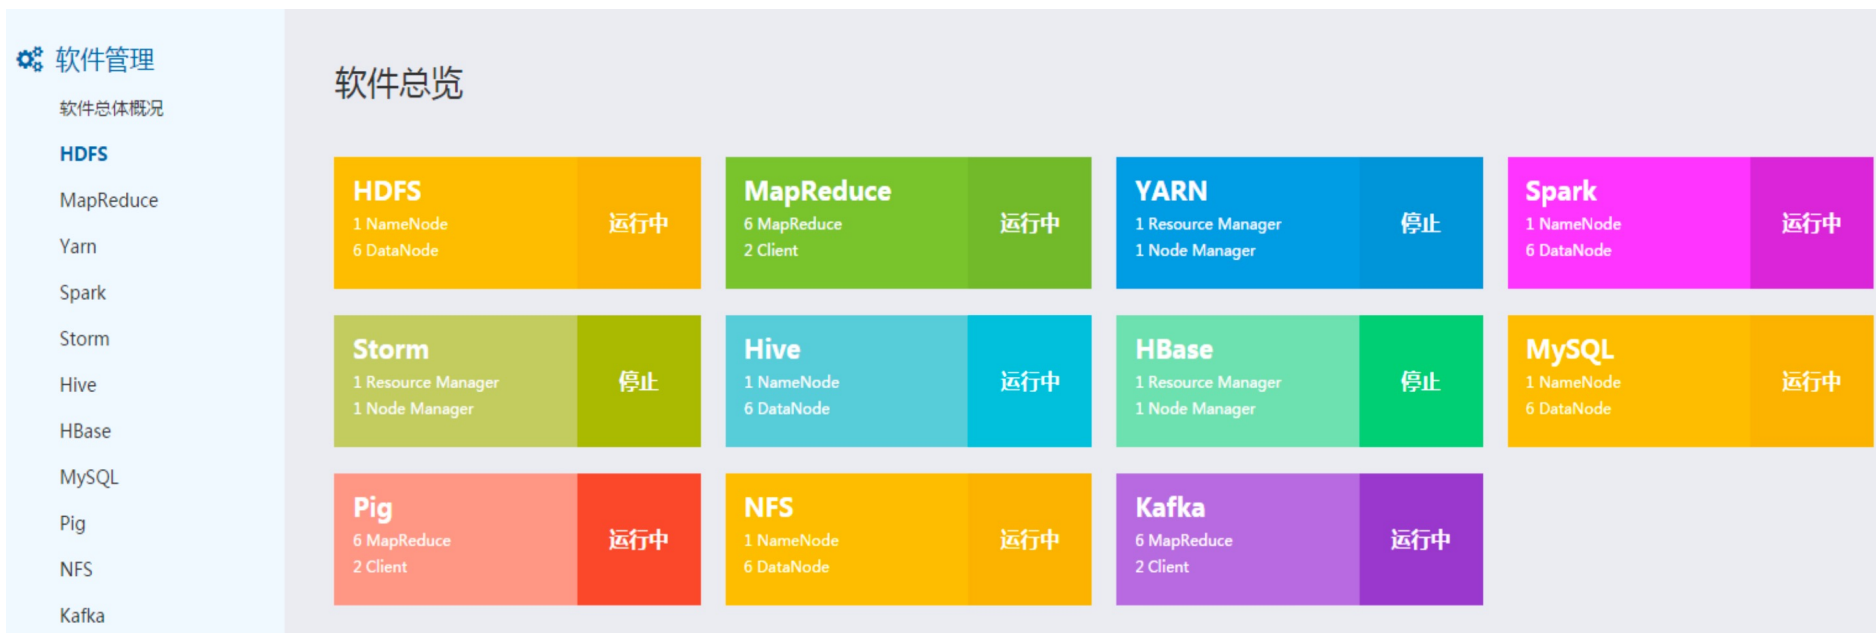 软件管理
软件总体概况
HDFS
MapReduce
Yarn
Spark
Storm
Hive
HBase
MySQL
Pig
NFS
Kafka
软件总览
HDFS
1 NameNode
6 DataNode
运行中
MapReduce
6 MapReduce
2 Client
运行中
YARN
1 Resource Manager
1 Node Manager
停止
Spark
1 NameNode
6 DataNode
运行中
Storm
1 Resource Manager
1 Node Manager
停止
Hive
1 NameNode
6 DataNode
运行中
HBase
1 Resource Manager
1 Node Manager
停止
MySQL
1 NameNode
6 DataNode
运行中
Pig
6 MapReduce
2 Client
运行中
NFS
1 NameNode
6 DataNode
运行中
Kafka
6 MapReduce
2 Client
运行中